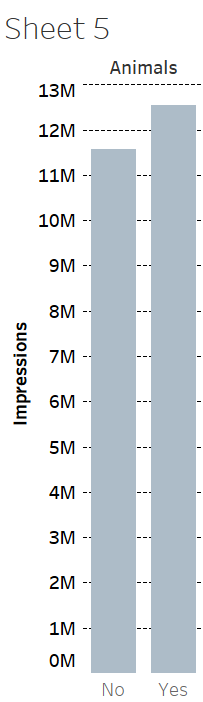 Sheet 5
Animals
13M
12M
11M
10M
9M
8M
7M
6M
5M
4M
3M
2M
1M
0M
Impressions
No Yes